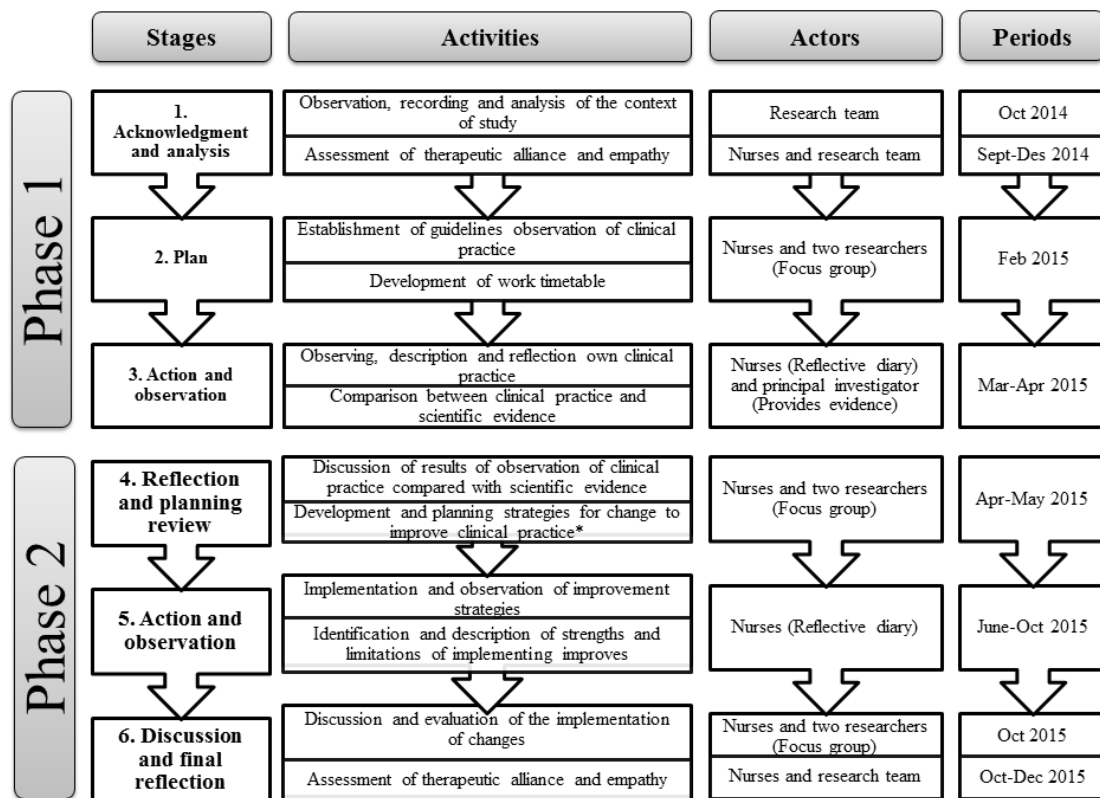 Stages
Activities
Actors
Periods
Phase 1
1.
Acknowledgment
and analysis
Observation, recording and analysis of the context
of study
Assessment of therapeutic alliance and empathy
Research team
Nurses and research team
Oct 2014
Sept-Des 2014
2. Plan
Establishment of guidelines observation of clinical
practice
Development of work timetable
Nurses and two researchers
(Focus group)
Feb 2015
3. Action and
observation
Observing, description and reflection own clinical
practice
Comparison between clinical practice and
scientific evidence
Nurses (Reflective diary)
and principal investigator
(Provides evidence)
Mar-Apr 2015
Phase 2
4. Reflection
and planning
review
Discussion of results of observation of clinical
practice compared with scientific evidence
Development and planning strategies for change to
improve clinical practice*
Nurses and two researchers
(Focus group)
Apr-May 2015
5. Action and
observation
Implementation and observation of improvement
strategies
Identification and description of strengths and
limitations of implementing improves
Nurses (Reflective diary)
June-Oct 2015
6. Discussion
and final
reflection
Discussion and evaluation of the implementation
of changes
Assessment of therapeutic alliance and empathy
Nurses and two researchers
(Focus group)
Nurses and research team
Oct 2015
Oct-Dec 2015